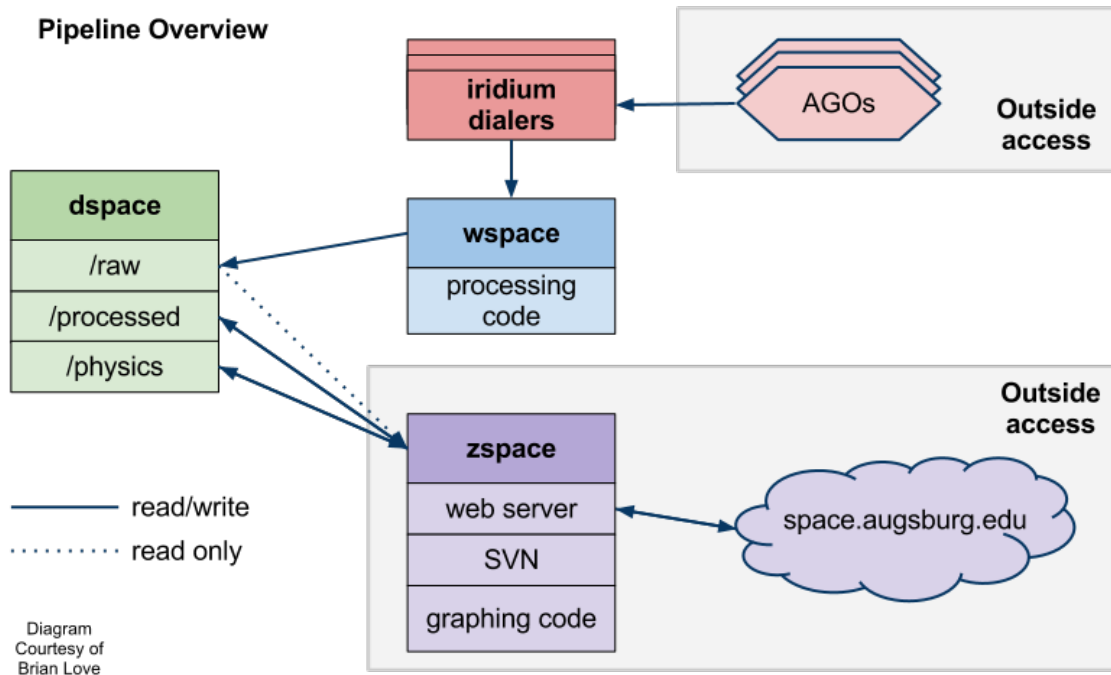 Pipeline Overview
iridium
dialers
AGOs
Outside
access
dspace
/raw
/processed
/physics
wspace
processing
code
Outside
access
zspace
web server
SVN
graphing code
space.augsburg.edu
read/write
read only
Diagram
Courtesy of
Brian Love